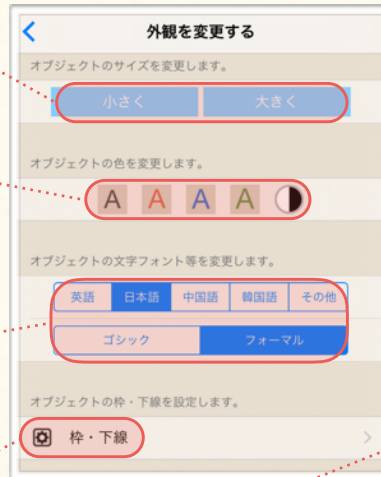 外観を変更する
オブジェクトのサイズを変更します。
小さく 大きく
オブジェクトの色を変更します。
A A A A
オブジェクトの文字フォント等を変更します。
英語 日本語 中国語 韓国語 その他
ゴシック フォーマル
オブジェクトの枠・下線を設定します。
枠・下線